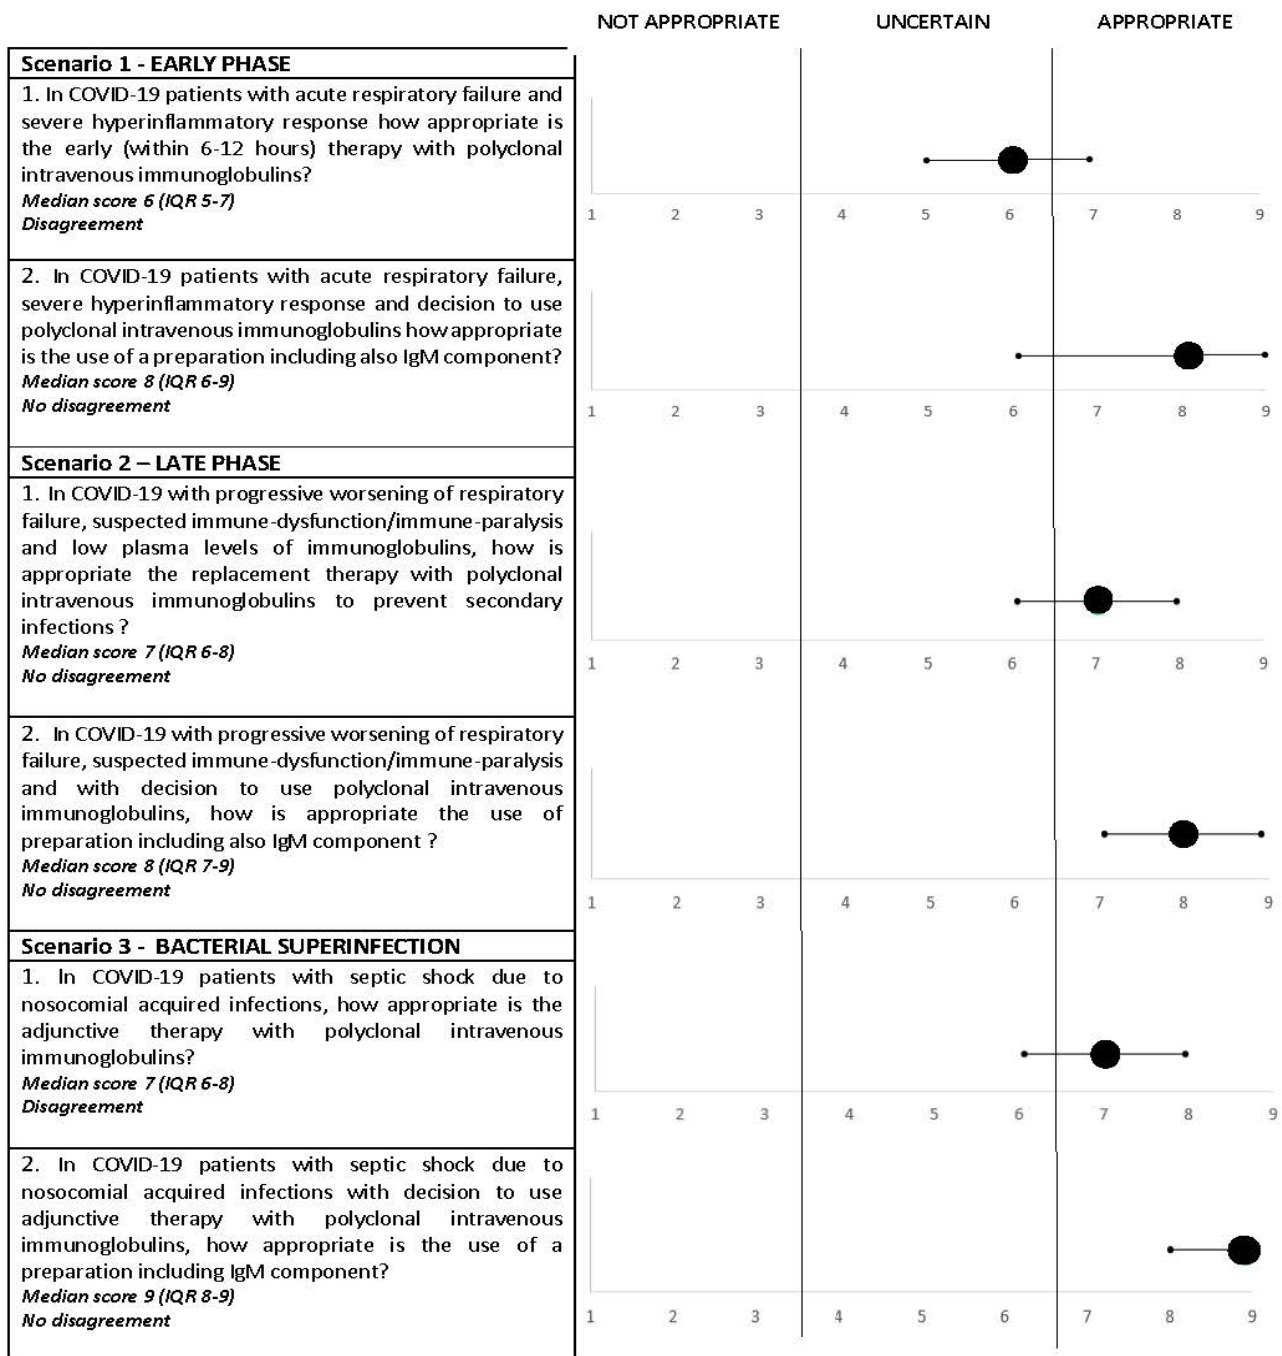 NOT APPROPRIATE UNCERTAIN APPROPRIATE
Scenario 1 - EARLY PHASE
1. In COVID-19 patients with acute respiratory failure and
severe hyperinflammatory response how appropriate is
the early (within 6-12 hours) therapy with polyclonal
intravenous immunoglobulins?
Median score 6 (IQR 5-7)
Disagreement
1 2 3 4 5 6 7 8 9
2. In COVID-19 patients with acute respiratory failure,
severe hyperinflammatory response and decision to use
polyclonal intravenous immunoglobulins how appropriate
is the use of a preparation including also IgM component?
Median score 8 (IQR 6-9)
No disagreement
1 2 3 4 5 6 7 8 9
Scenario 2 – LATE PHASE
1. In COVID-19 with progressive worsening of respiratory
failure, suspected immune-dysfunction/immune-paralysis
and low plasma levels of immunoglobulins, how is
appropriate the replacement therapy with polyclonal
intravenous immunoglobulins to prevent secondary
infections ?
Median score 7 (IQR 6-8)
No disagreement
1 2 3 4 5 6 7 8 9
2. In COVID-19 with progressive worsening of respiratory
failure, suspected immune-dysfunction/immune-paralysis
and with decision to use polyclonal intravenous
immunoglobulins, how is appropriate the use of
preparation including also IgM component ?
Median score 8 (IQR 7-9)
No disagreement
1 2 3 4 5 6 7 8 9
Scenario 3 - BACTERIAL SUPERINFECTION
1. In COVID-19 patients with septic shock due to
nosocomial acquired infections, how appropriate is the
adjunctive therapy with polyclonal intravenous
immunoglobulins?
Median score 7 (IQR 6-8)
Disagreement
1 2 3 4 5 6 7 8 9
2. In COVID-19 patients with septic shock due to
nosocomial acquired infections with decision to use
adjunctive therapy with polyclonal intravenous
immunoglobulins, how appropriate is the use of a
preparation including IgM component?
Median score 9 (IQR 8-9)
No disagreement
1 2 3 4 5 6 7 8 9